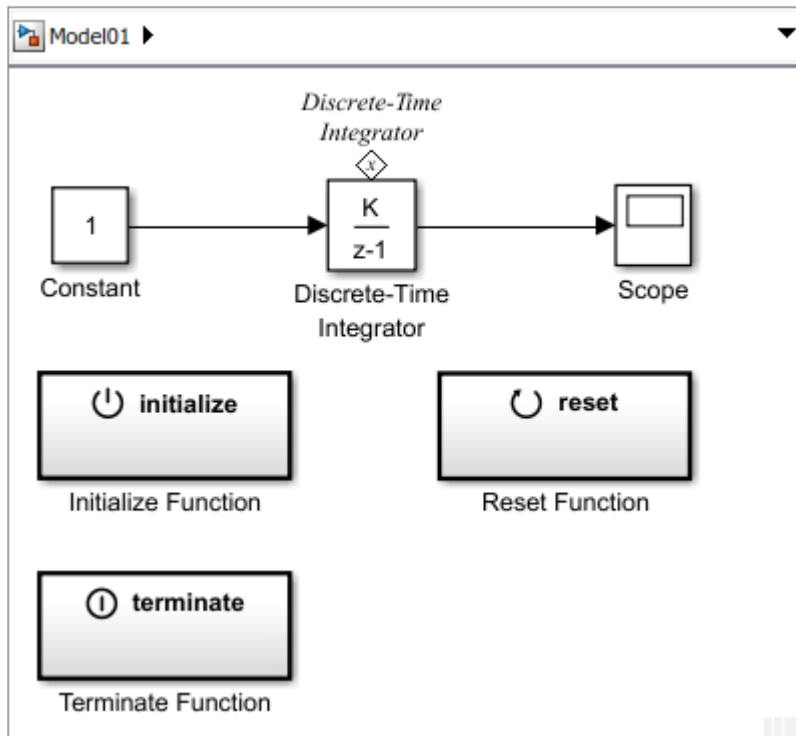 Model01
Discrete-Time
Integrator
x
1
K
z-1
Constant
Discrete-Time
Integrator
Scope
initialize
reset
Initialize Function
Reset Function
terminate
Terminate Function